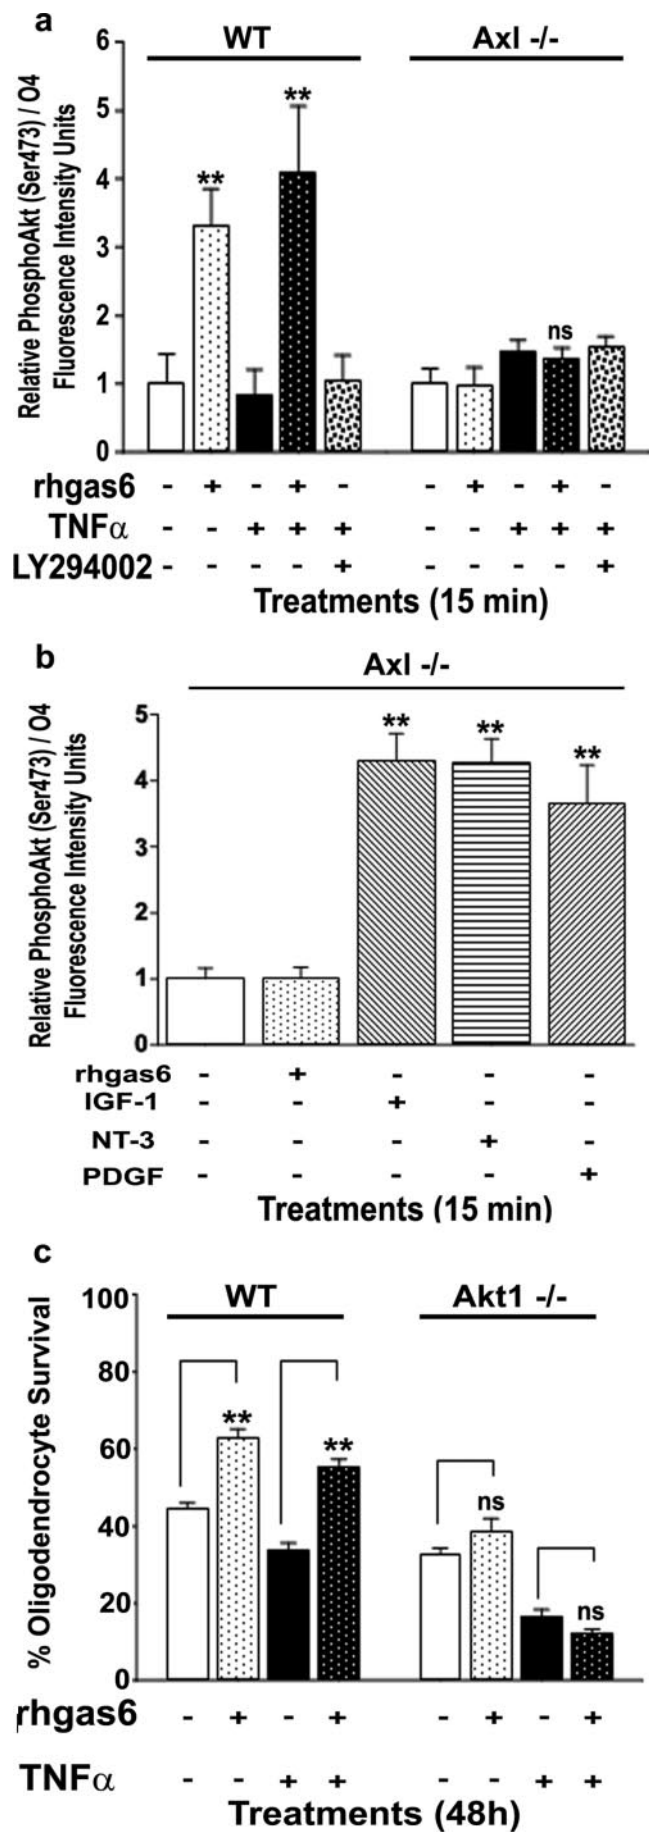 a
WT Axl -/-
Relative PhosphoAkt (Ser473) / O4
Fluorescence Intensity Units
6
5
4
3
2
1
0
** ** ns
rhgas6 - + - + - - + - + -
TNFα - - + + + - - + + +
LY294002 - - - - + - - - - +
Treatments (15 min)
b
Axl -/-
Relative PhosphoAkt (Ser473) / O4
Fluorescence Intensity Units
5
4
3
2
1
0
** ** **
rhgas6 - + - - -
IGF-1 - - + - -
NT-3 - - - + -
PDGF - - - - +
Treatments (15 min)
c
WT Akt1 -/-
% Oligodendrocyte Survival
100
80
60
40
20
0
** ** ns ns
rhgas6 - + - + - + - +
TNFα - - + + - - + +
Treatments (48h)